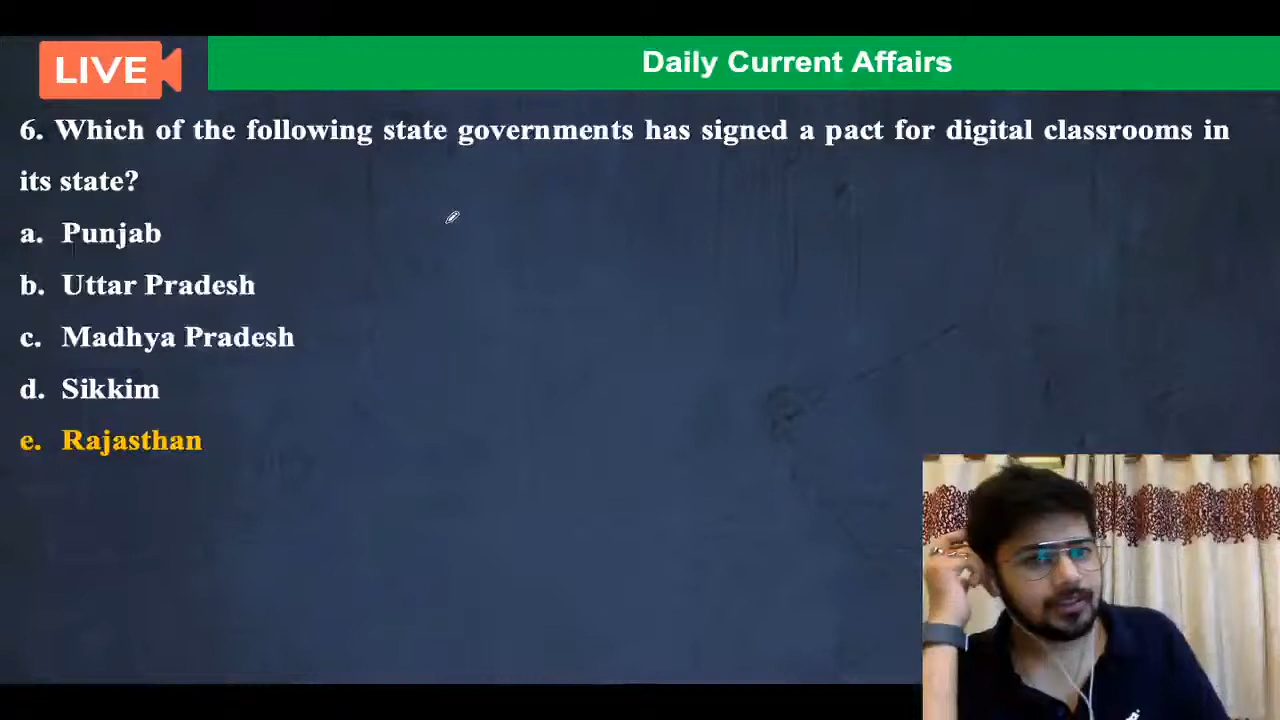 LIVE
Daily Current Affairs
6. Which of the following state governments has signed a pact for digital classrooms in
its state?
a. Punjab
b. Uttar Pradesh
c. Madhya Pradesh
d. Sikkim
e. Rajasthan